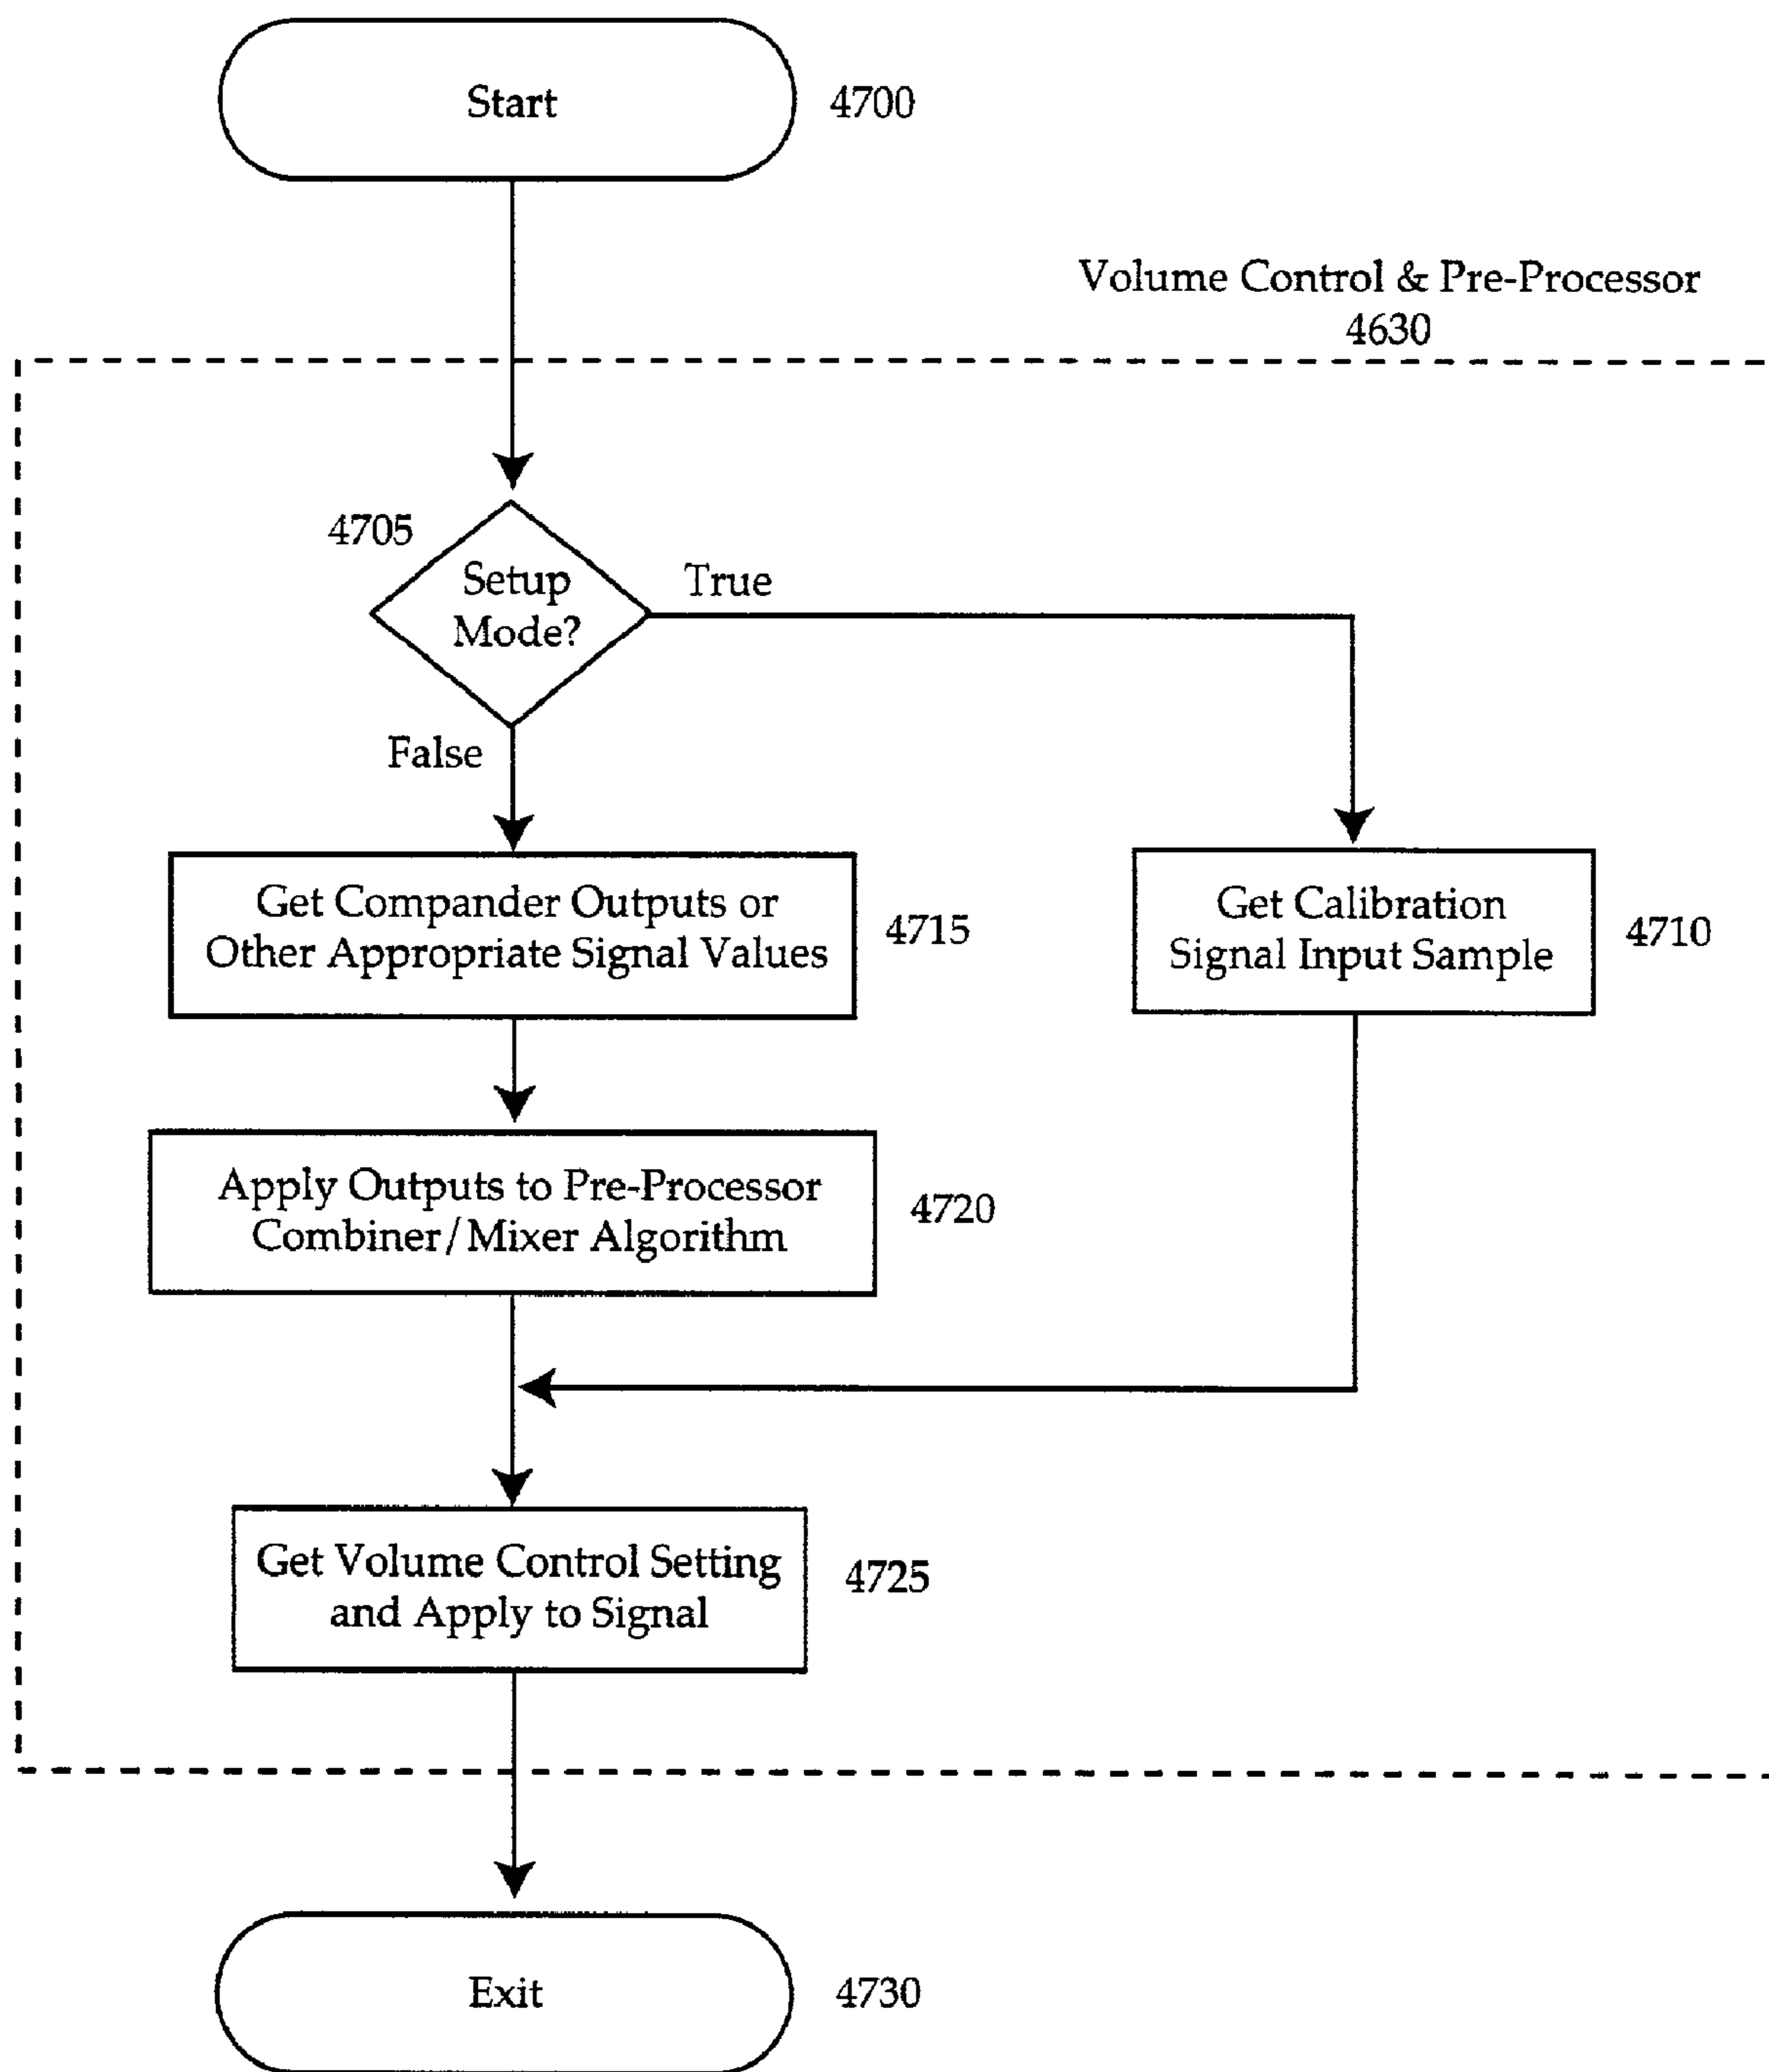 Start
4700
Volume Control & Pre-Processor
4630
4705
Setup
Mode?
True
False
Get Compander Outputs or
Other Appropriate Signal Values
4715
Get Calibration
Signal Input Sample
4710
Apply Outputs to Pre-Processor
Combiner/Mixer Algorithm
4720
Get Volume Control Setting
and Apply to Signal
4725
Exit
4730